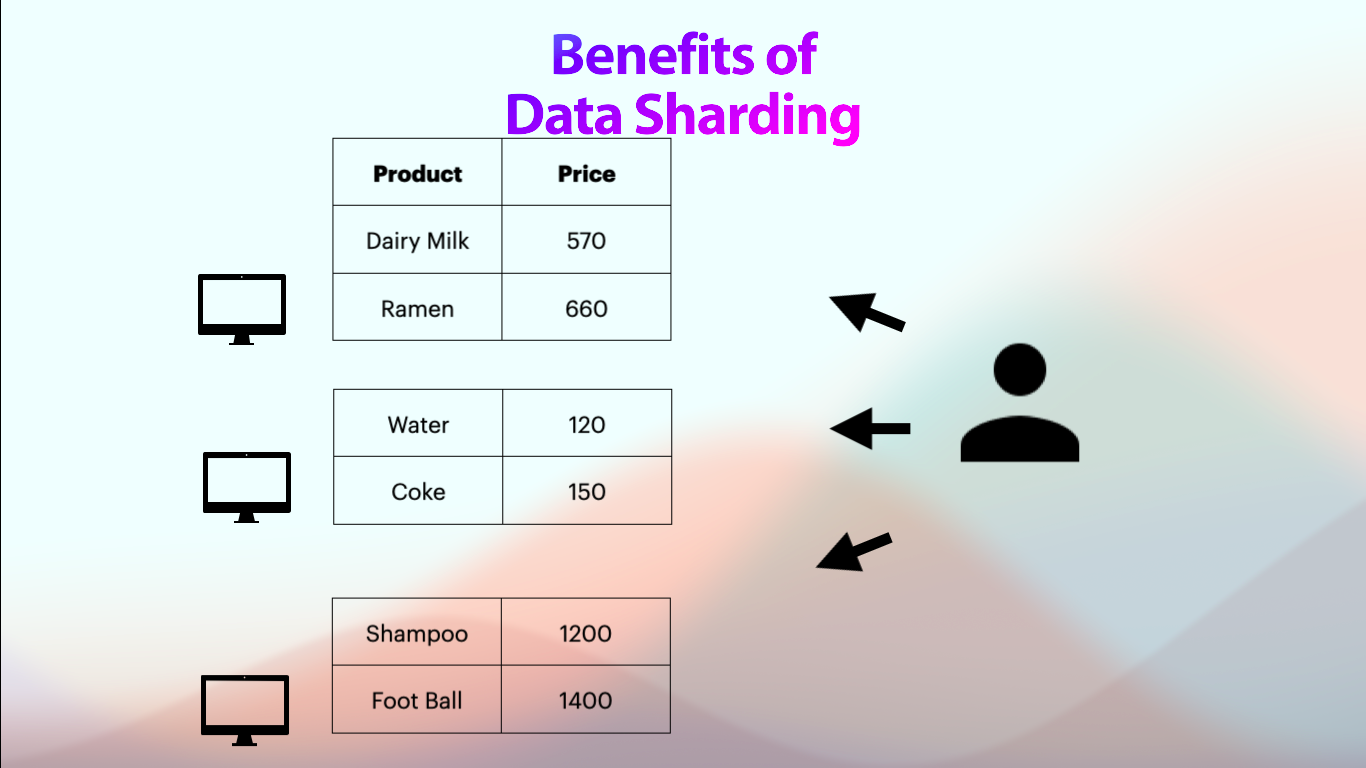 Benefits of
Data Sharding
Product Price
Dairy Milk 570
Ramen 660
Water 120
Coke 150
Shampoo 1200
Foot Ball 1400